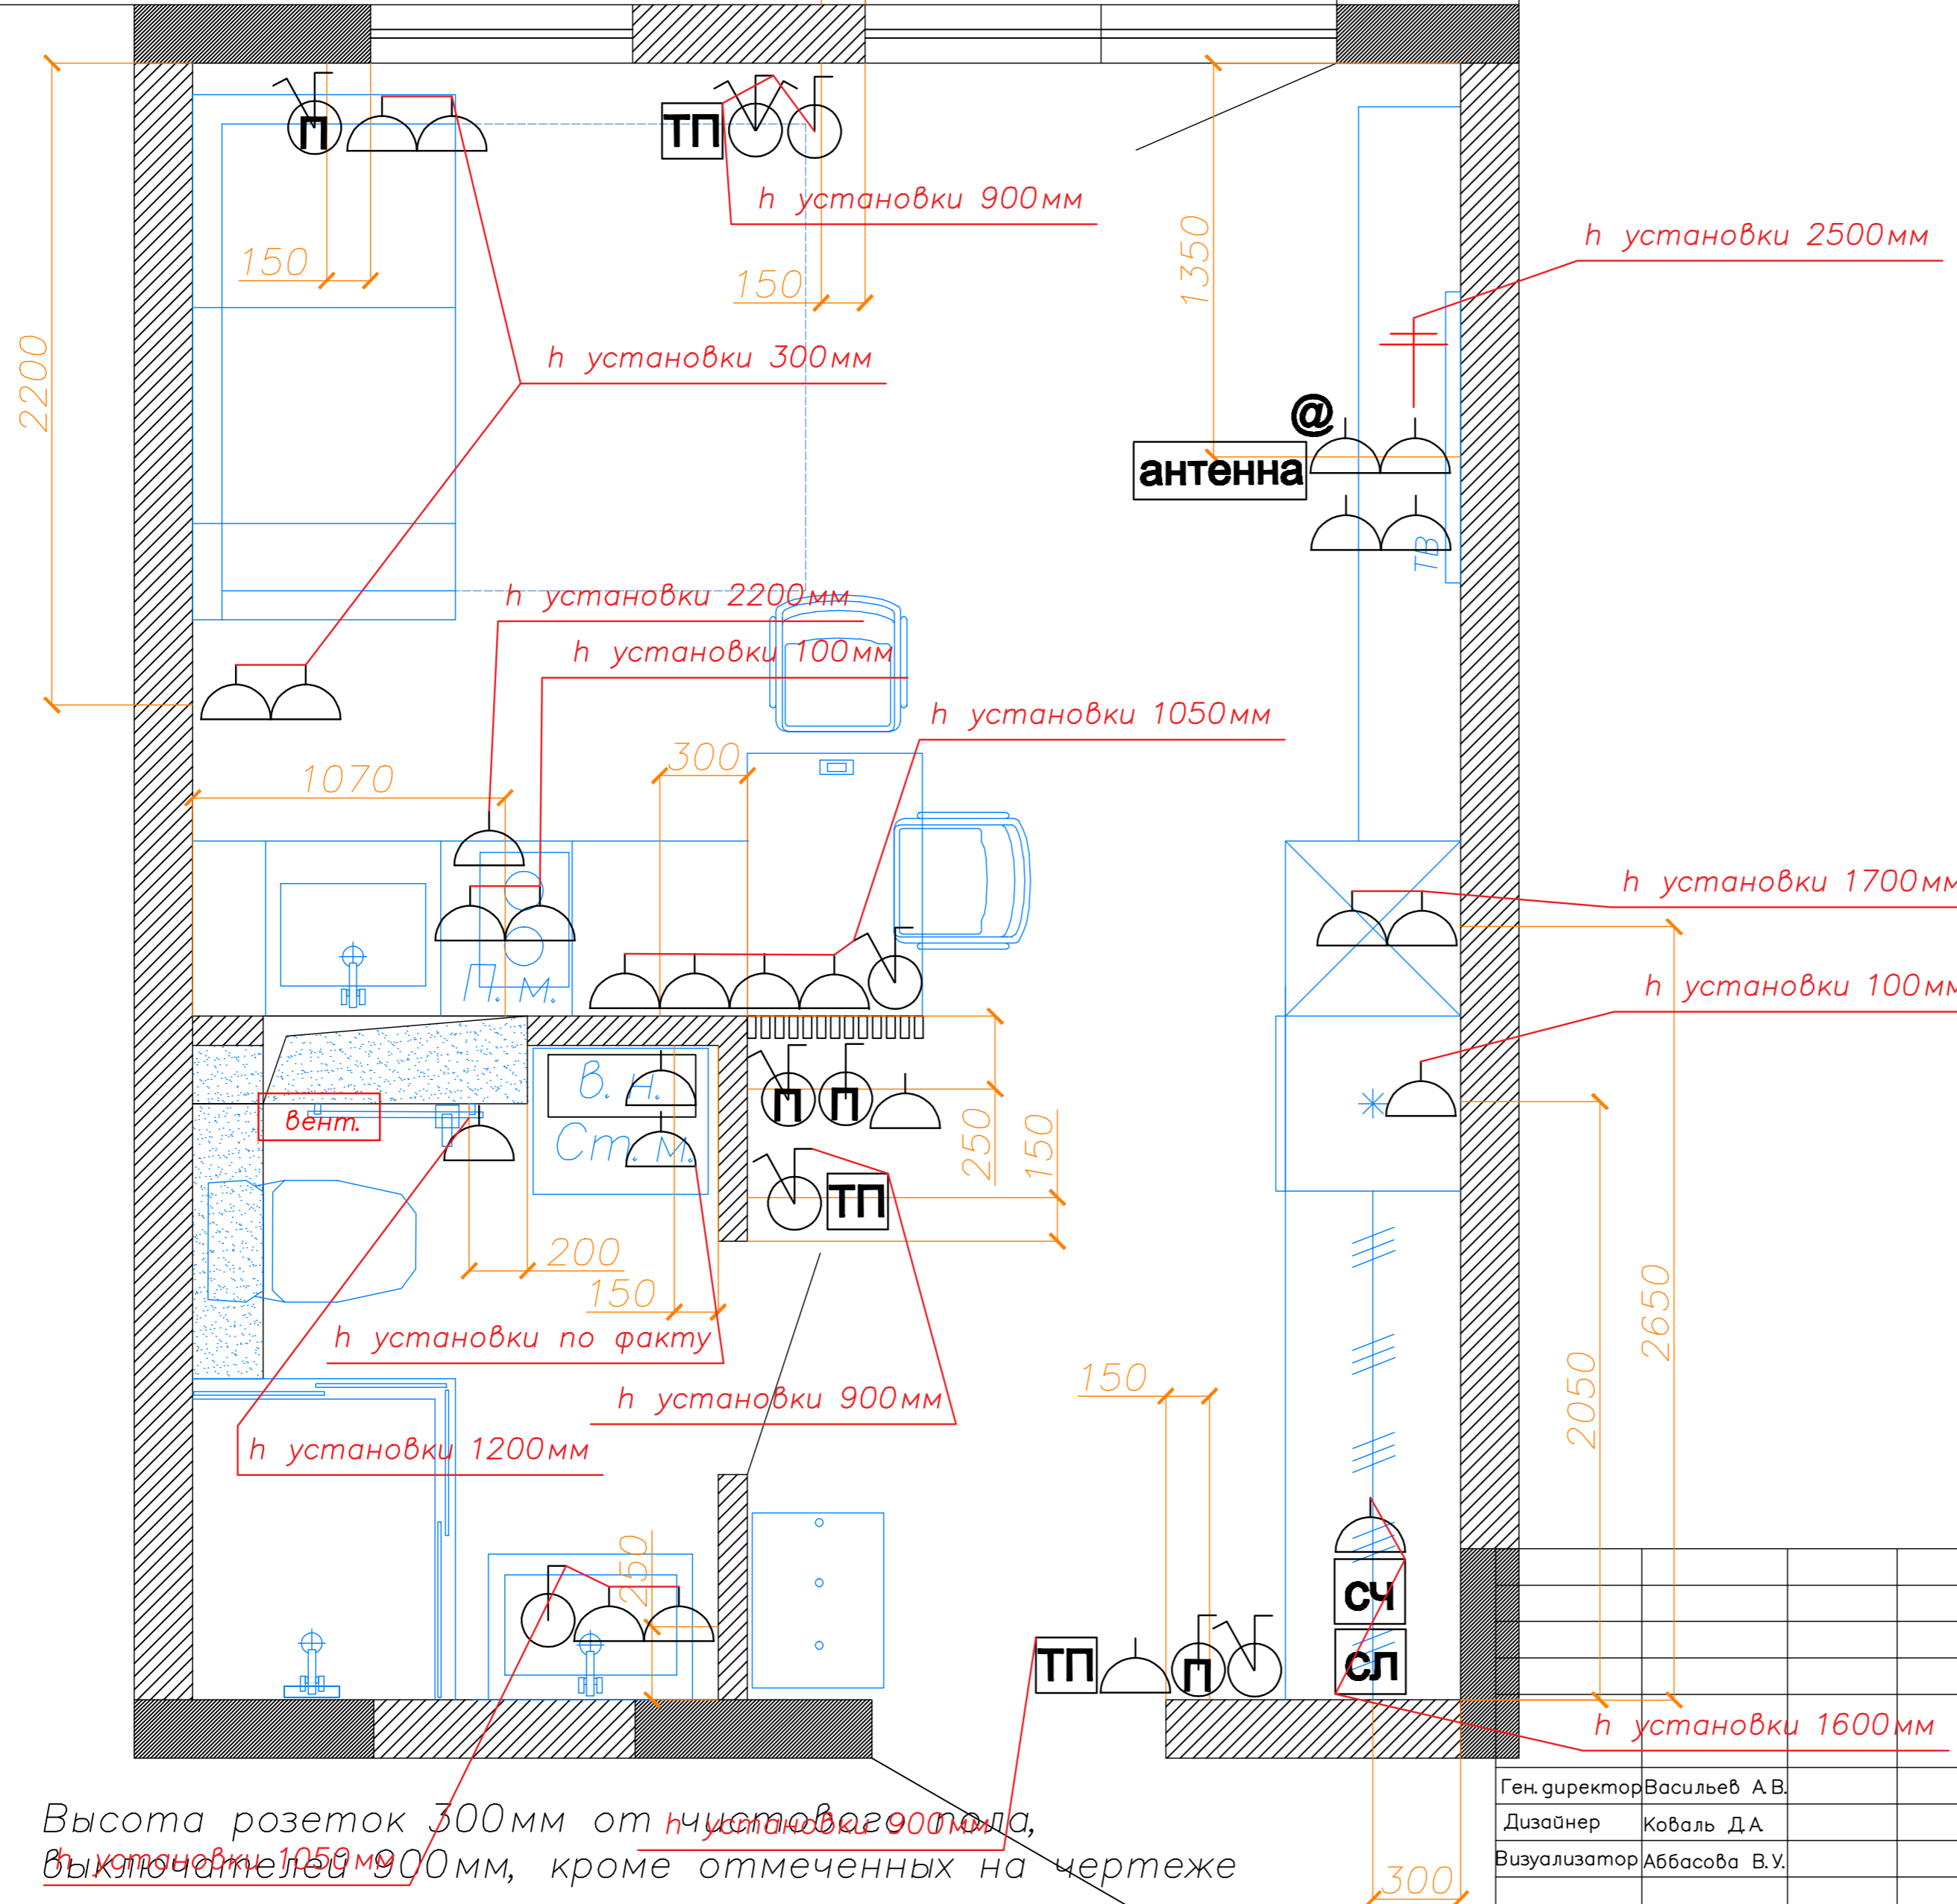 П
ТП
h установки 900мм
150
150
1350
h установки 2500мм
2200
h установки 300мм
@
антенна
ТВ
h установки 2200мм
h установки 100мм
h установки 1050мм
1070
300
h установки 1700мм
П. м.
h установки 100мм
В. Н.
П
П
вент.
Ст. м.
250
150
ТП
200
150
2650
h установки по факту
150
2050
h установки 900мм
h установки 1200мм
250
СЧ
ТП
П
СЛ
h установки 1600мм
Ген. директор Васильев А.В.
Высота розеток 300мм от чистового пола,
h установки 900мм
Дизайнер Коваль Д.А.
выключателей 900мм, кроме отмеченных на чертеже
h установки 1050мм
Визуализатор Аббасова В.У.
300